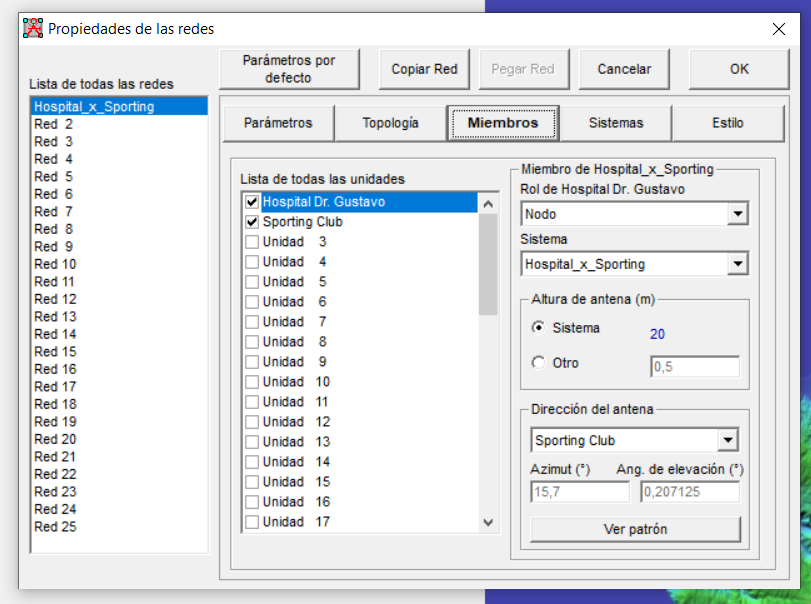 Propiedades de las redes
Lista de todas las redes
Hospital_x_Sporting
Red 2
Red 3
Red 4
Red 5
Red 6
Red 7
Red 8
Red 9
Red 10
Red 11
Red 12
Red 13
Red 14
Red 15
Red 16
Red 17
Red 18
Red 19
Red 20
Red 21
Red 22
Red 23
Red 24
Red 25
Parámetros por
defecto
Copiar Red
Pegar Red
Cancelar
OK
Parámetros
Topología
Miembros
Sistemas
Estilo
Lista de todas las unidades
Hospital Dr. Gustavo
Sporting Club
Unidad 3
Unidad 4
Unidad 5
Unidad 6
Unidad 7
Unidad 8
Unidad 9
Unidad 10
Unidad 11
Unidad 12
Unidad 13
Unidad 14
Unidad 15
Unidad 16
Unidad 17
Miembro de Hospital_x_Sporting
Rol de Hospital Dr. Gustavo
Nodo
Sistema
Hospital_x_Sporting
Altura de antena (m)
Sistema 20
Otro 0,5
Dirección del antena
Sporting Club
Azimut (°) Ang. de elevación (°)
15,7 0,207125
Ver patrón